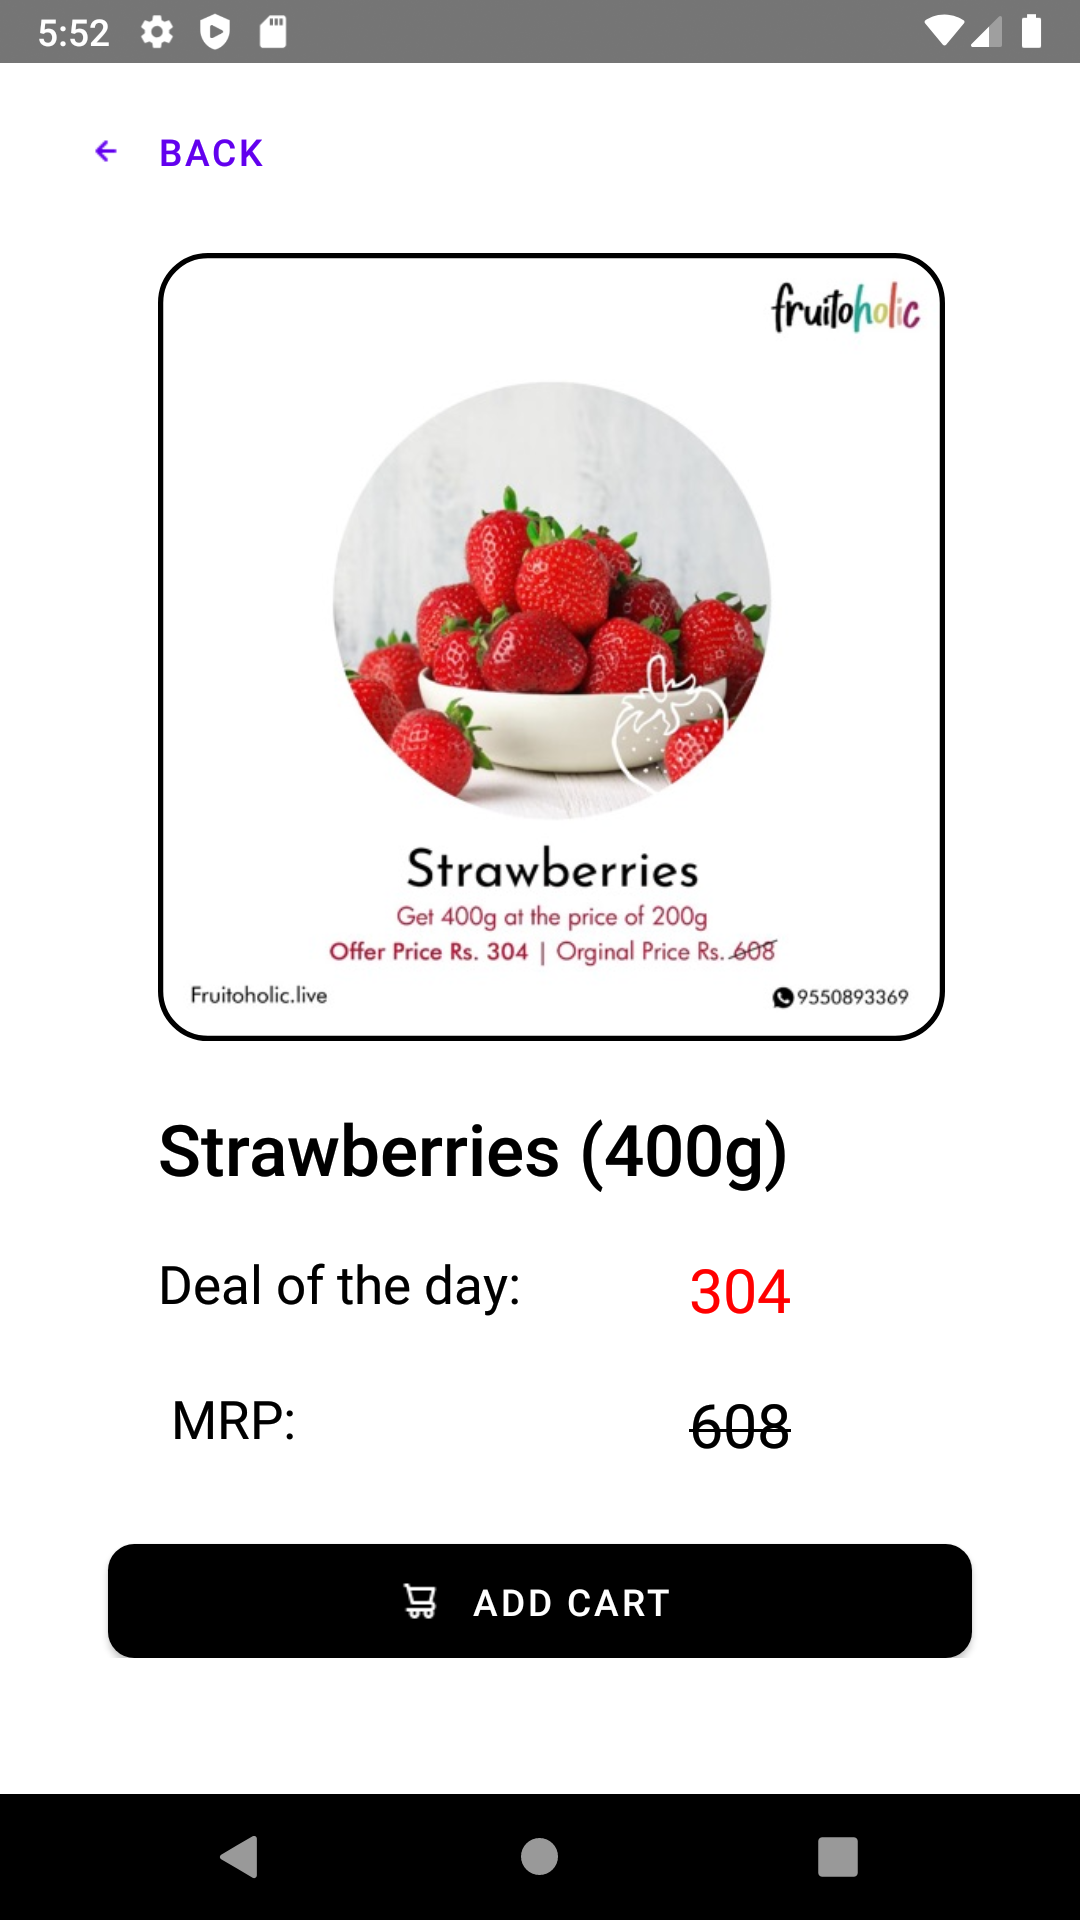 5:52
BACK
fruitoholic
Strawberries
Get 400g at the price of 200g
Offer Price Rs. 304 | Orginal Price Rs. 608
Fruitoholic.live
9550893369
Strawberries (400g)
Deal of the day:
304
MRP:
608
ADD CART